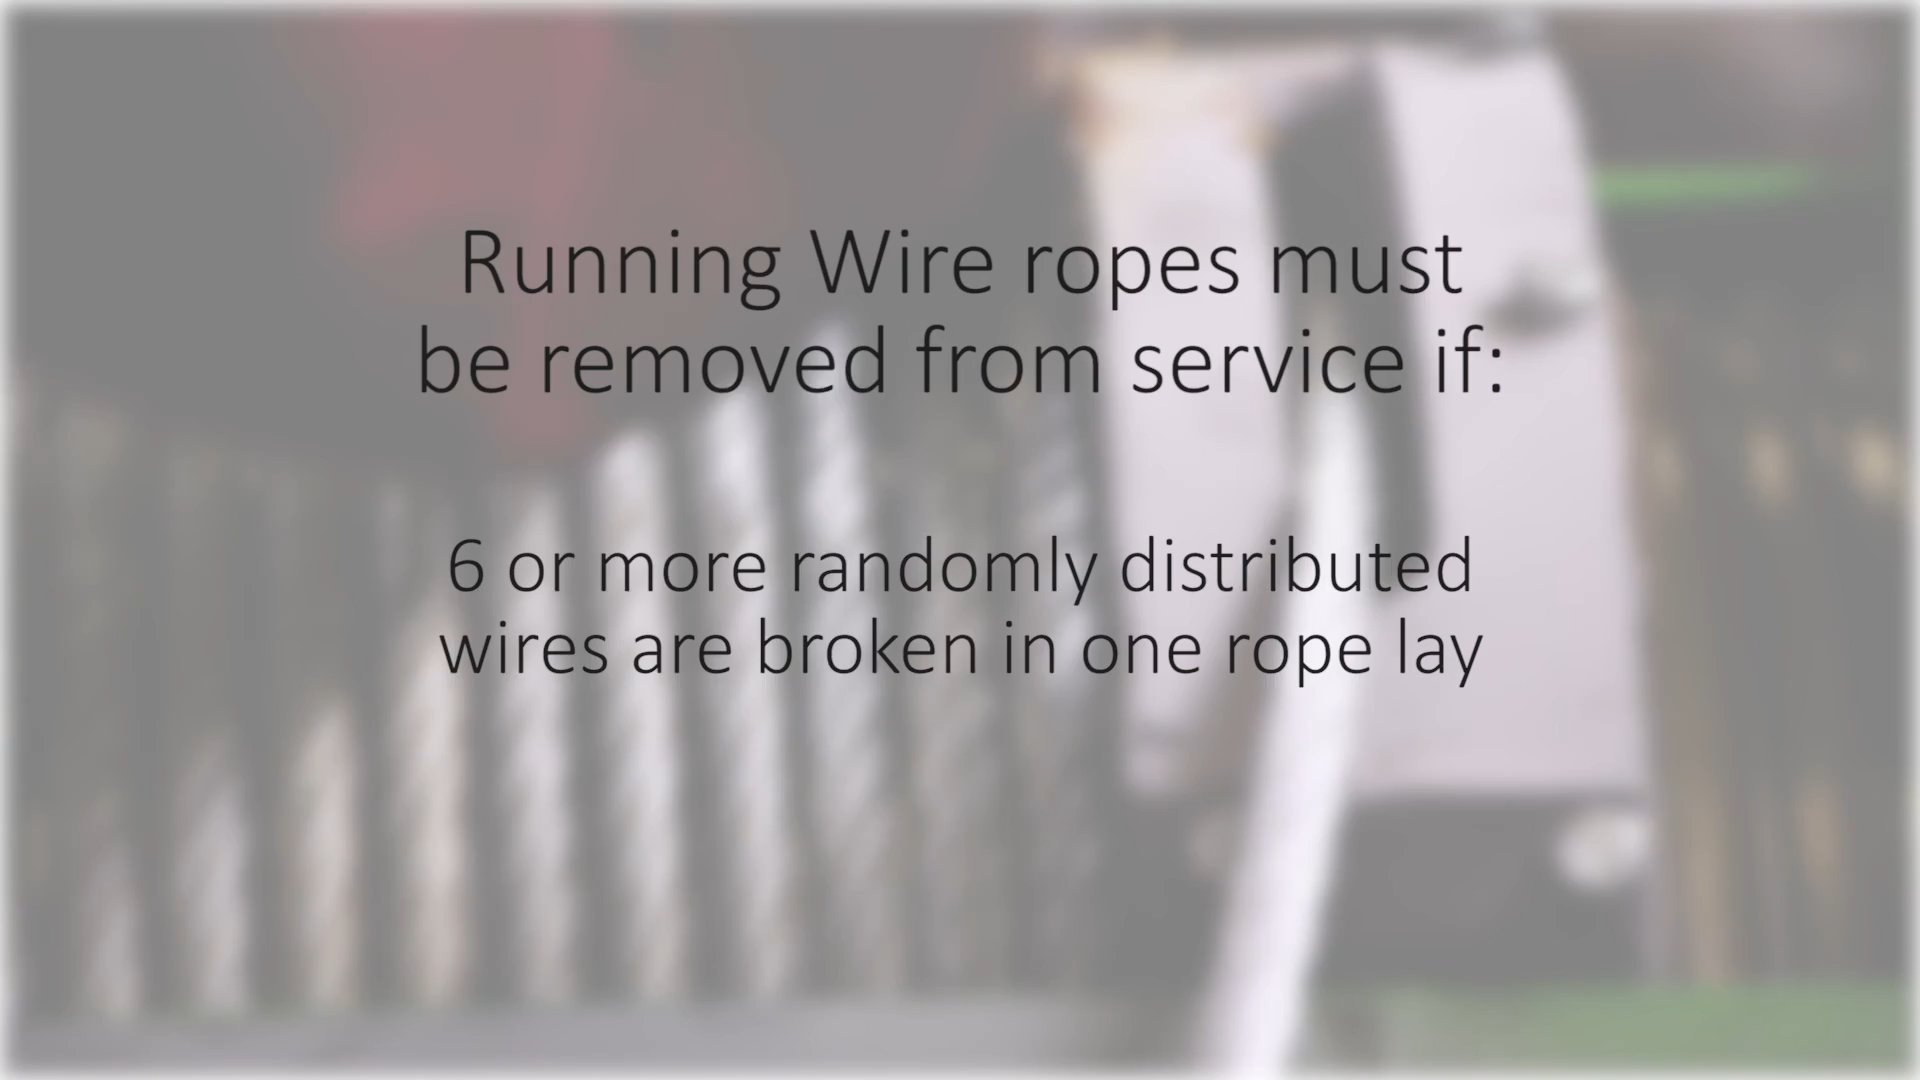 Running Wire ropes must
be removed from service if:
6 or more randomly distributed
wires are broken in one rope lay